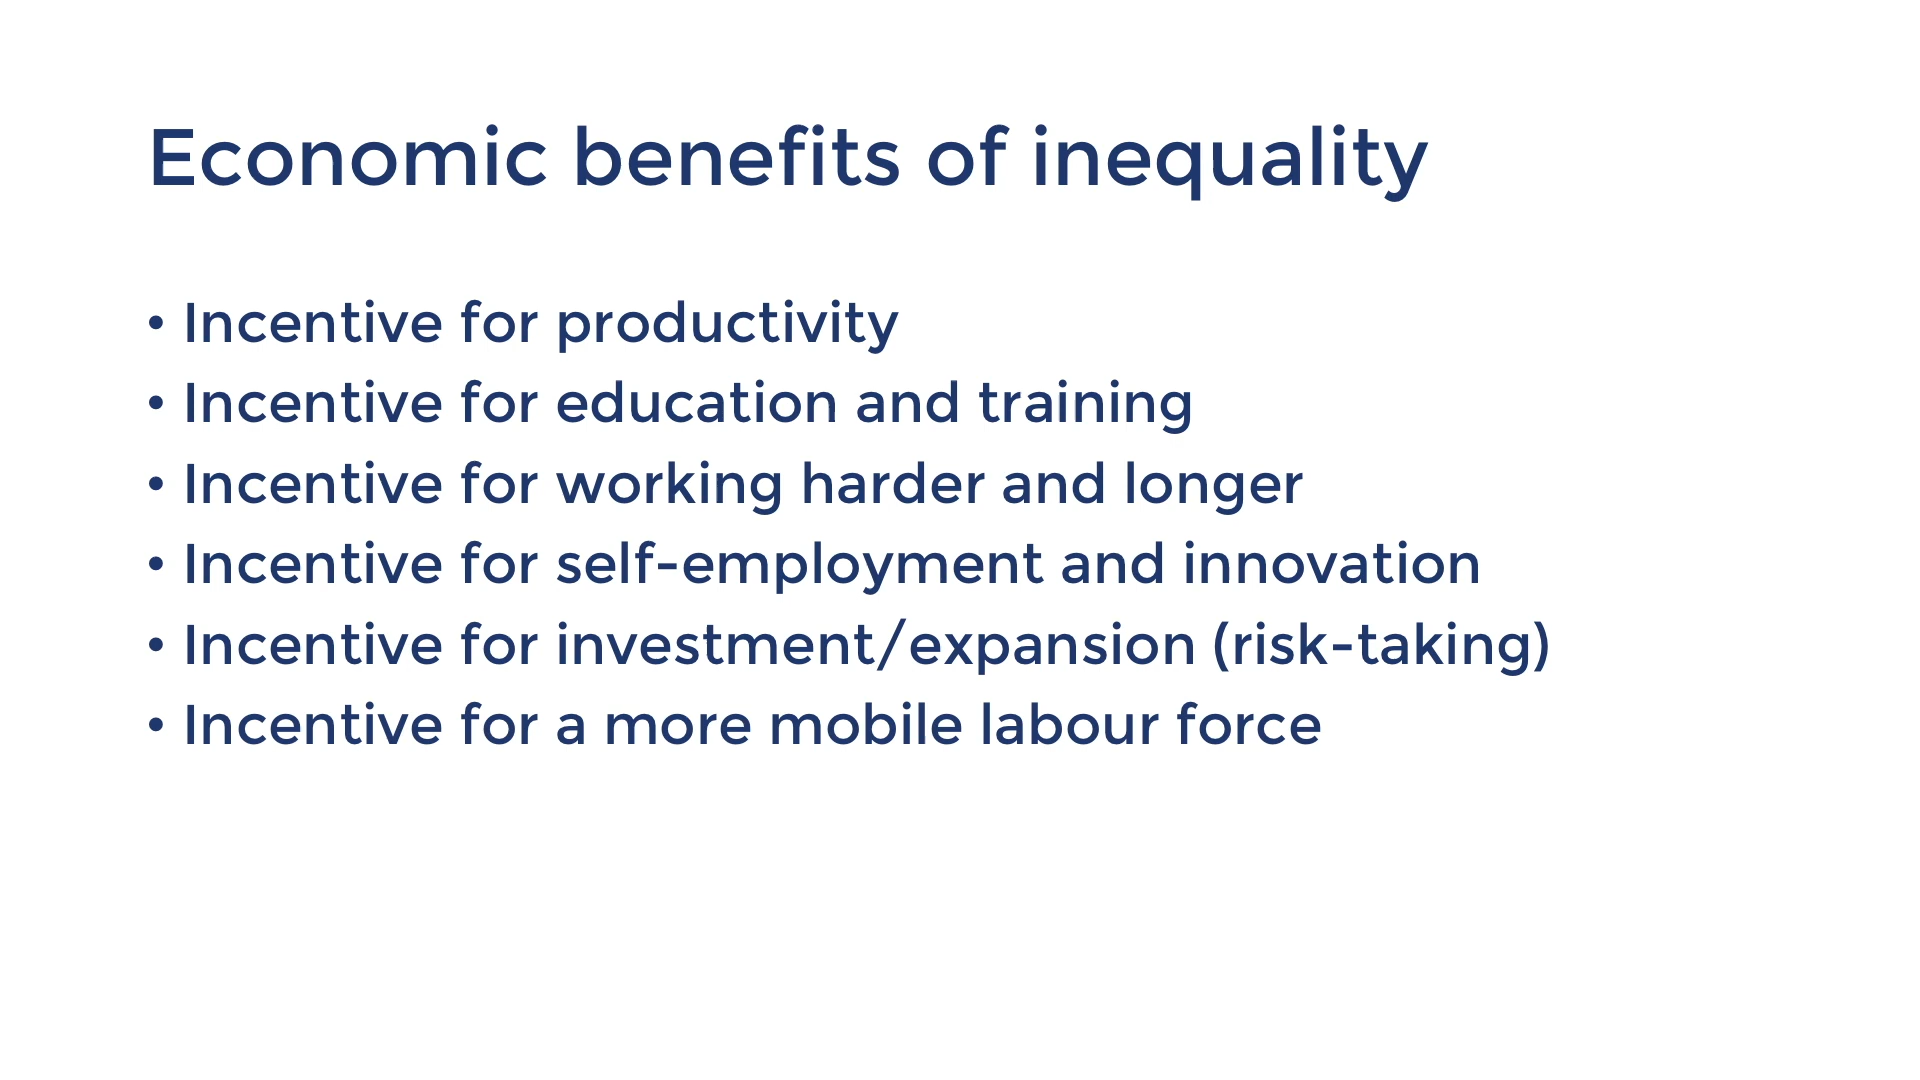 Economic benefits of inequality
• Incentive for productivity
• Incentive for education and training
• Incentive for working harder and longer
• Incentive for self-employment and innovation
• Incentive for investment/expansion (risk-taking)
• Incentive for a more mobile labour force